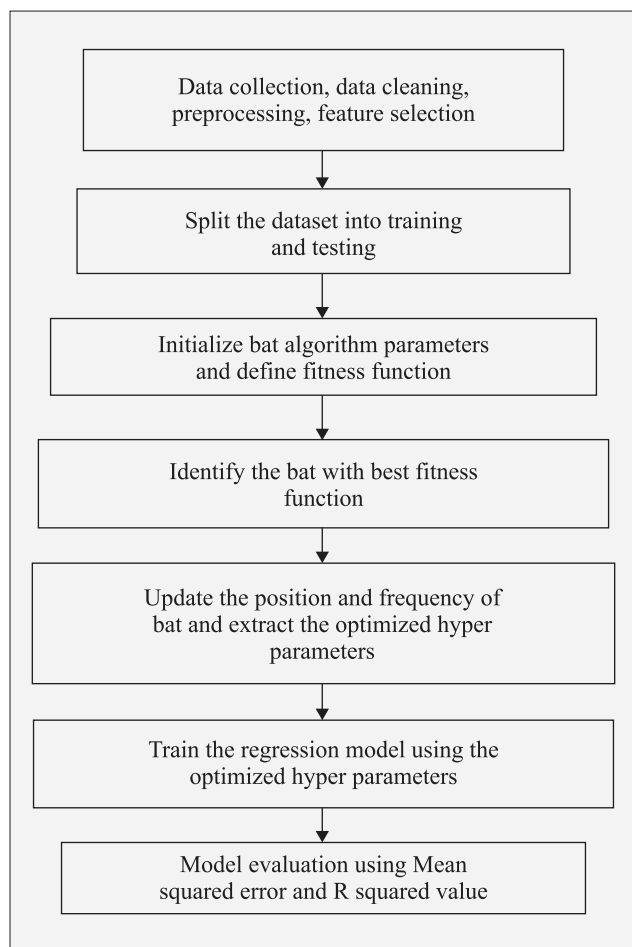 Data collection, data cleaning,
preprocessing, feature selection
Split the dataset into training
and testing
Initialize bat algorithm parameters
and define fitness function
Identify the bat with best fitness
function
Update the position and frequency of
bat and extract the optimized hyper
parameters
Train the regression model using the
optimized hyper parameters
Model evaluation using Mean
squared error and R squared value